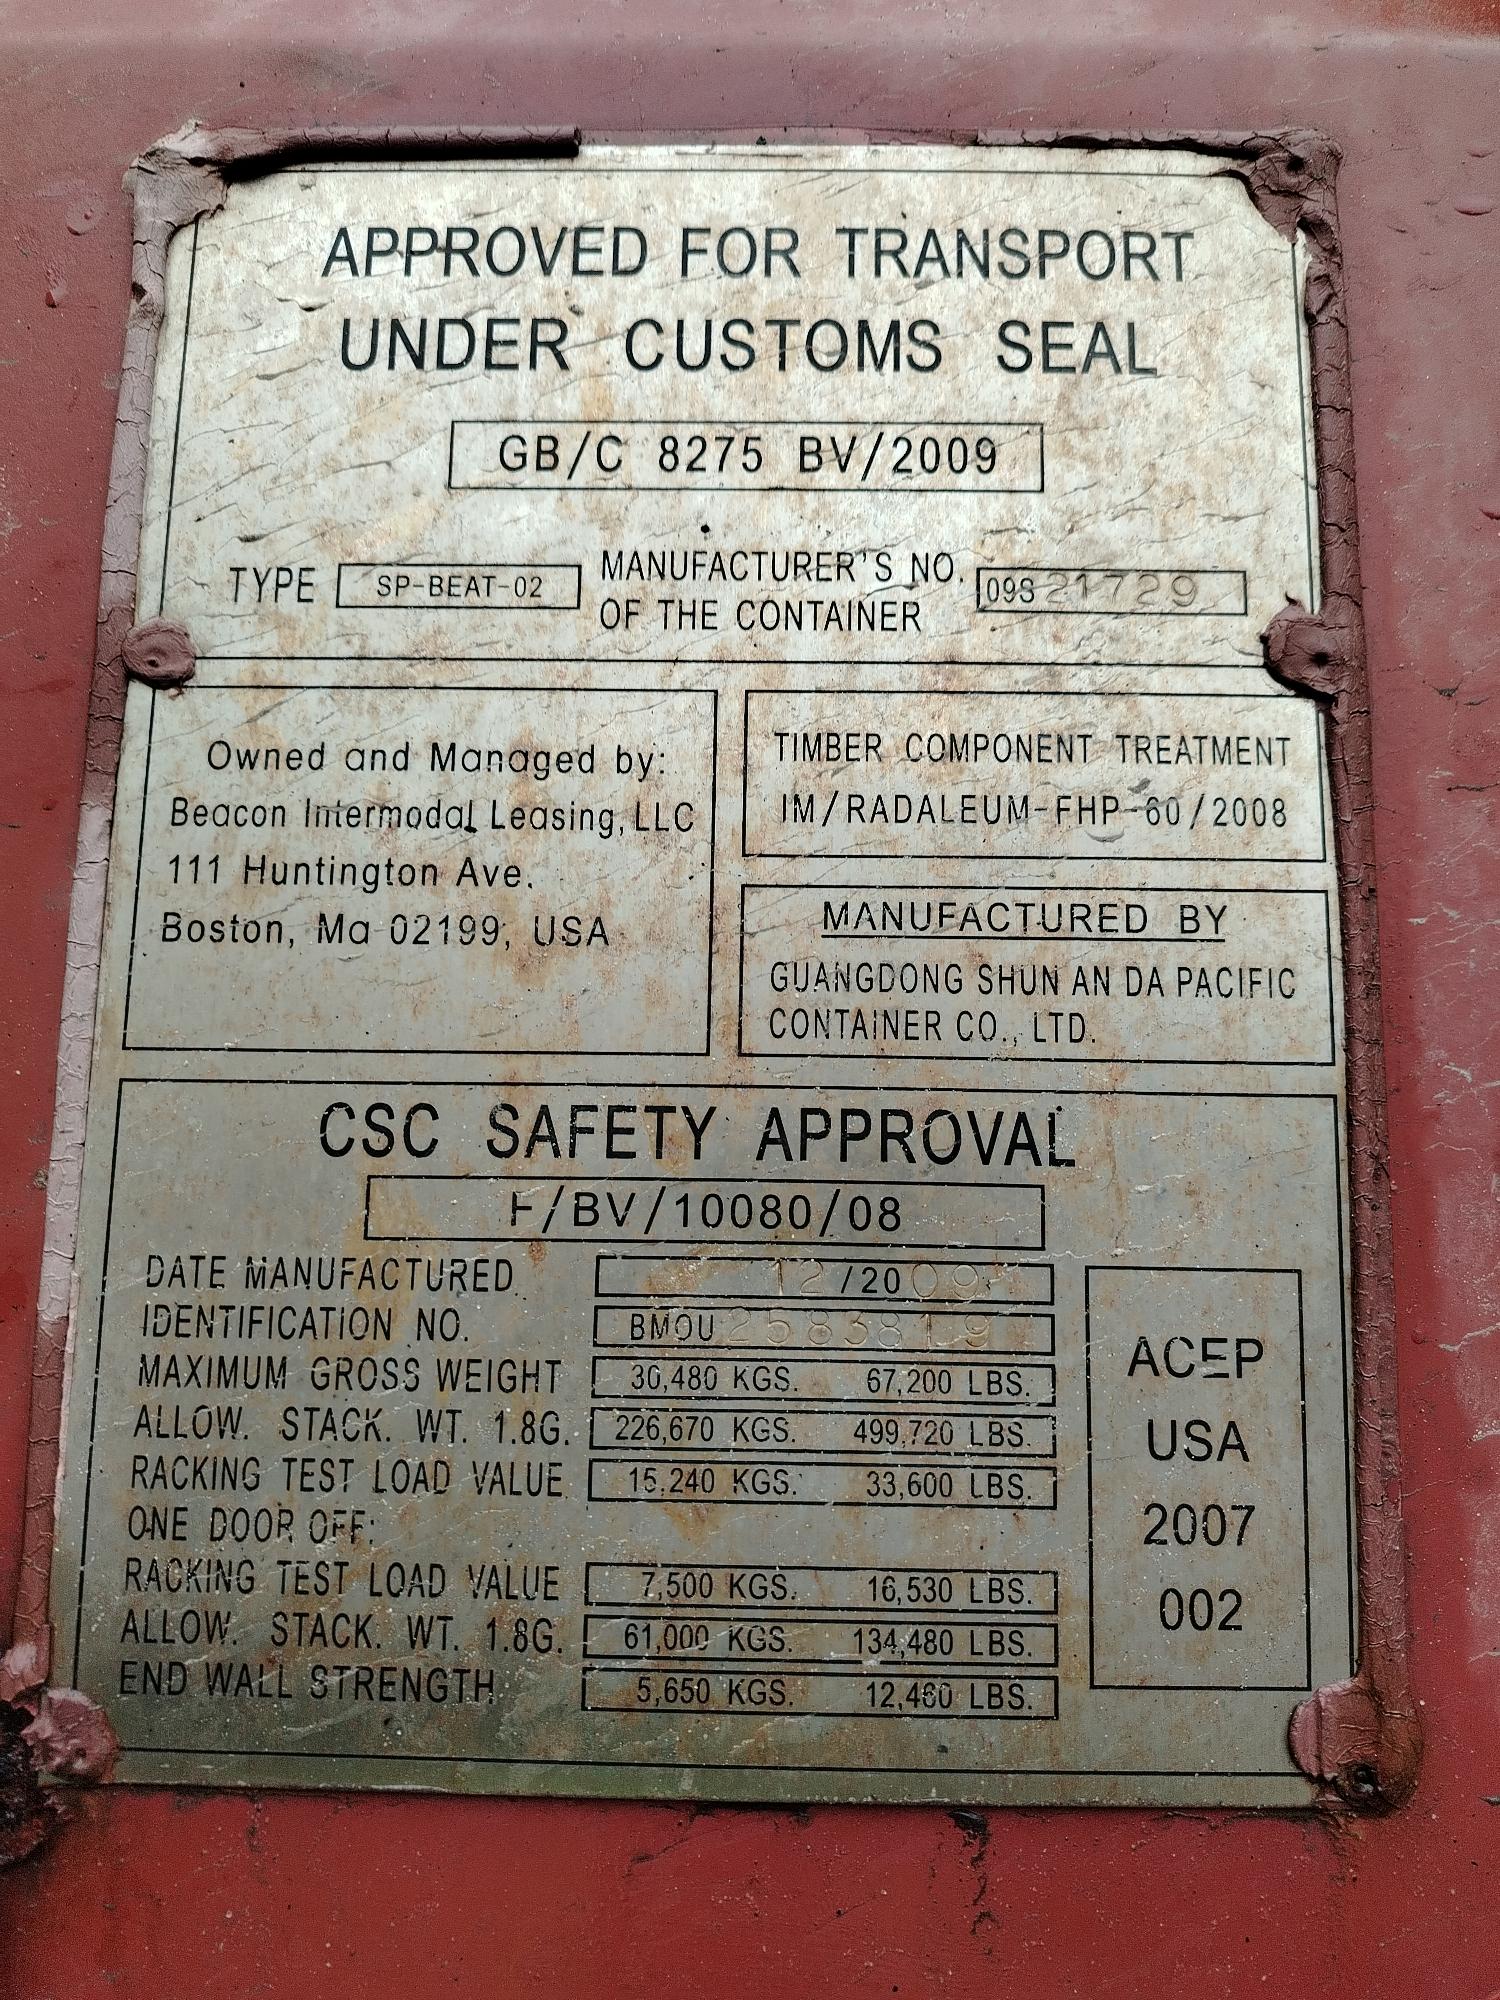 APPROVED FOR TRANSPORT
UNDER CUSTOMS SEAL
GB/C 8275 BV/2009
TYPE SP-BEAT-02
MANUFACTURER'S NO.
OF THE CONTAINER
09S21729
Owned and Managed by:
Beacon Intermodal Leasing, LLC
111 Huntington Ave.
Boston, Ma 02199, USA
TIMBER COMPONENT TREATMENT
IM/RADALEUM-FHP-60/2008
MANUFACTURED BY
GUANGDONG SHUN AN DA PACIFIC
CONTAINER CO., LTD.
CSC SAFETY APPROVAL
F/BV/10080/08
DATE MANUFACTURED 12/2009
IDENTIFICATION NO. BMOU2583819
MAXIMUM GROSS WEIGHT 30,480 KGS. 67,200 LBS.
ALLOW. STACK. WT. 1.8G. 226,670 KGS. 499,720 LBS.
RACKING TEST LOAD VALUE 15,240 KGS. 33,600 LBS.
ONE DOOR OFF:
RACKING TEST LOAD VALUE 7,500 KGS. 16,530 LBS.
ALLOW. STACK. WT. 1.8G. 61,000 KGS. 134,480 LBS.
END WALL STRENGTH 5,650 KGS. 12,460 LBS.
ACEP
USA
2007
002